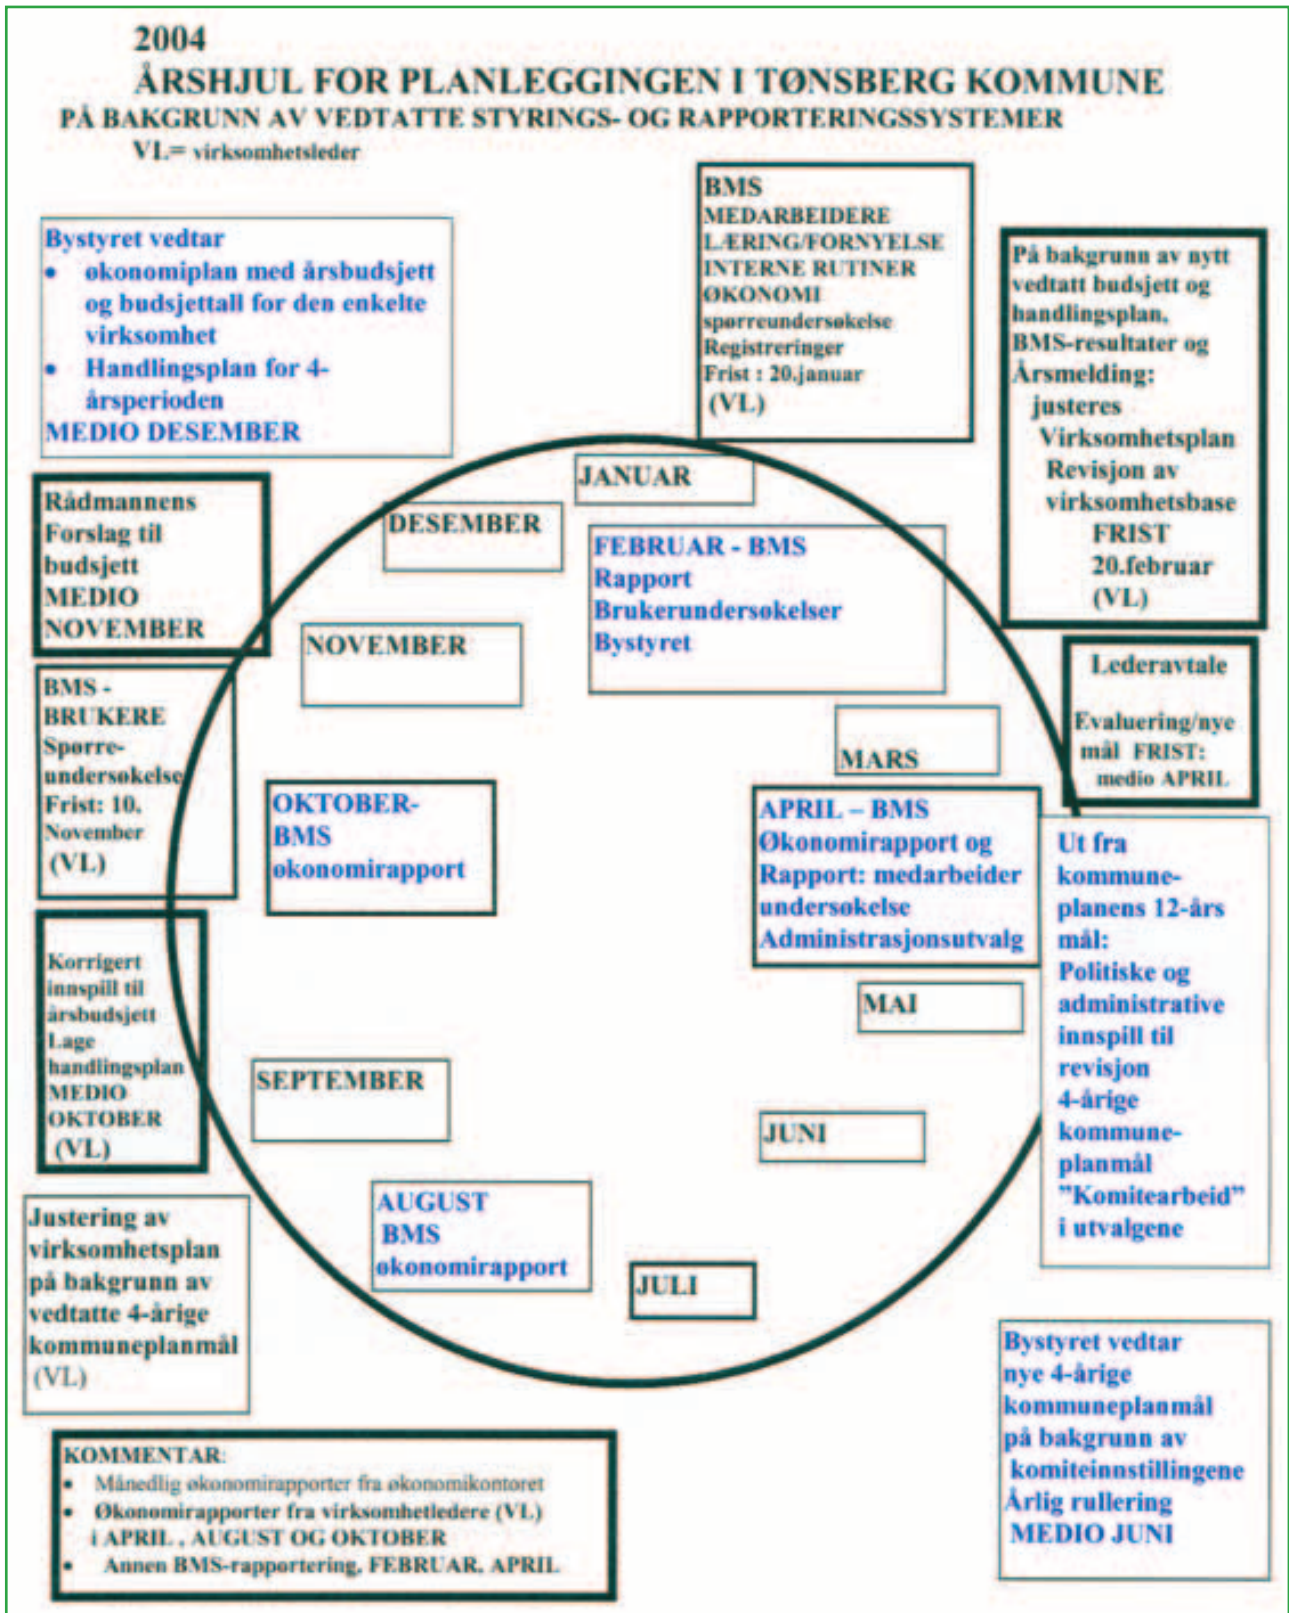 2004
ÅRSHJUL FOR PLANLEGGINGEN I TØNSBERG KOMMUNE
PÅ BAKGRUNN AV VEDTATTE STYRINGS- OG RAPPORTERINGSSYSTEMER
VL= virksomhetsleder
BMS
MEDARBEIDERE
LÆRING/FORNYELSE
INTERNE RUTINER
ØKONOMI
spørreundersøkelse
Registreringer
Frist : 20.januar
(VL)
På bakgrunn av nytt
vedtatt budsjett og
handlingsplan,
BMS-resultater og
Årsmelding:
justeres
Virksomhetsplan
Revisjon av
virksomhetsbase
FRIST
20.februar
(VL)
Bystyret vedtar
• økonomiplan med årsbudsjett
og budsjettall for den enkelte
virksomhet
• Handlingsplan for 4-
årsperioden
MEDIO DESEMBER
Rådmannens
Forslag til
budsjett
MEDIO
NOVEMBER
BMS -
BRUKERE
Spørre-
undersøkelse
Frist: 10.
November
(VL)
Korrigert
innspill til
årsbudsjett
Lage
handlingsplan
MEDIO
OKTOBER
(VL)
Justering av
virksomhetsplan
på bakgrunn av
vedtatte 4-årige
kommuneplanmål
(VL)
JANUAR
DESEMBER
FEBRUAR - BMS
Rapport
Brukerundersøkelser
Bystyret
NOVEMBER
MARS
OKTOBER-
BMS
økonomirapport
APRIL – BMS
Økonomirapport og
Rapport: medarbeider
undersøkelse
Administrasjonsutvalg
MAI
SEPTEMBER
JUNI
AUGUST
BMS
økonomirapport
JULI
Lederavtale
Evaluering/nye
mål FRIST:
medio APRIL
Ut fra
kommune-
planens 12-års
mål:
Politiske og
administrative
innspill til
revisjon
4-årige
kommune-
planmål
"Komitearbeid"
i utvalgene
Bystyret vedtar
nye 4-årige
kommuneplanmål
på bakgrunn av
komiteinnstillingene
Årlig rullering
MEDIO JUNI
KOMMENTAR:
• Månedlig økonomirapporter fra økonomikontoret
• Økonomirapporter fra virksomhetledere (VL)
i APRIL , AUGUST OG OKTOBER
• Annen BMS-rapportering, FEBRUAR, APRIL